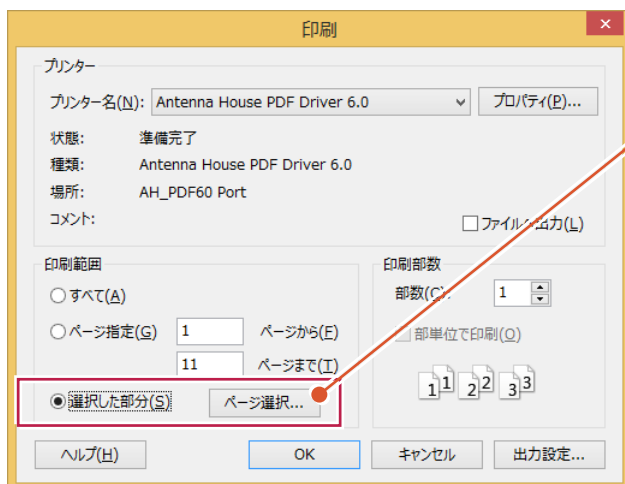 印刷
プリンター
プリンター名(N): Antenna House PDF Driver 6.0 プロパティ(P)...
状態: 準備完了
種類: Antenna House PDF Driver 6.0
場所: AH_PDF60 Port
コメント: ファイルへ出力(L)
印刷範囲 印刷部数
すべて(A) 部数(C): 1
ページ指定(G) 1 ページから(F) 部単位で印刷(O)
11 ページまで(T)
1 1 2 2 3 3
選択した部分(S) ページ選択...
ヘルプ(H) OK キャンセル 出力設定...